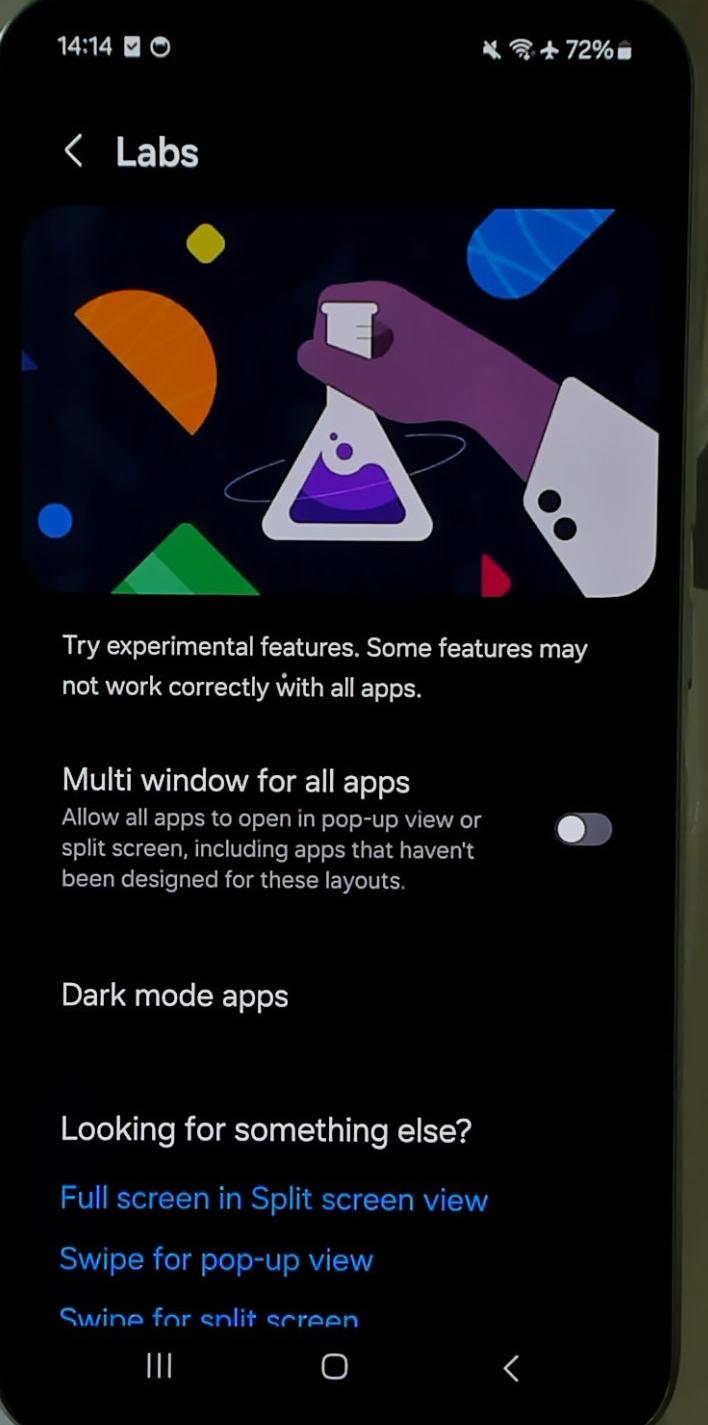 14:14 72%
Labs
Try experimental features. Some features may
not work correctly with all apps.
Multi window for all apps
Allow all apps to open in pop-up view or
split screen, including apps that haven't
been designed for these layouts.
Dark mode apps
Looking for something else?
Full screen in Split screen view
Swipe for pop-up view
Swipe for split screen